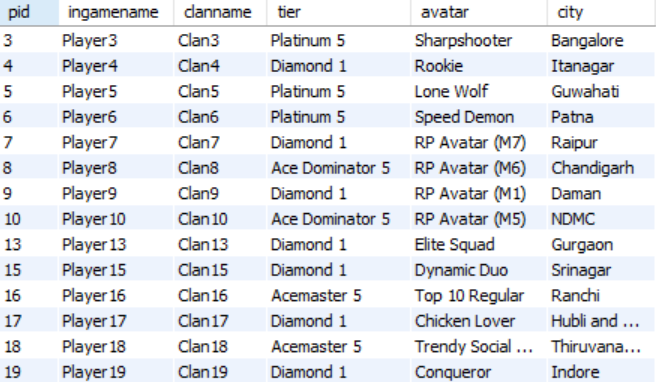 pid ingamename clanname tier avatar city
3 Player3 Clan3 Platinum 5 Sharpshooter Bangalore
4 Player4 Clan4 Diamond 1 Rookie Itanagar
5 Player5 Clan5 Platinum 5 Lone Wolf Guwahati
6 Player6 Clan6 Platinum 5 Speed Demon Patna
7 Player7 Clan7 Diamond 1 RP Avatar (M7) Raipur
8 Player8 Clan8 Ace Dominator 5 RP Avatar (M6) Chandigarh
9 Player9 Clan9 Diamond 1 RP Avatar (M1) Daman
10 Player10 Clan10 Ace Dominator 5 RP Avatar (M5) NDMC
13 Player13 Clan13 Diamond 1 Elite Squad Gurgaon
15 Player15 Clan15 Diamond 1 Dynamic Duo Srinagar
16 Player16 Clan16 Acemaster 5 Top 10 Regular Ranchi
17 Player17 Clan17 Diamond 1 Chicken Lover Hubli and ...
18 Player18 Clan18 Acemaster 5 Trendy Social ... Thiruvana...
19 Player19 Clan19 Diamond 1 Conqueror Indore